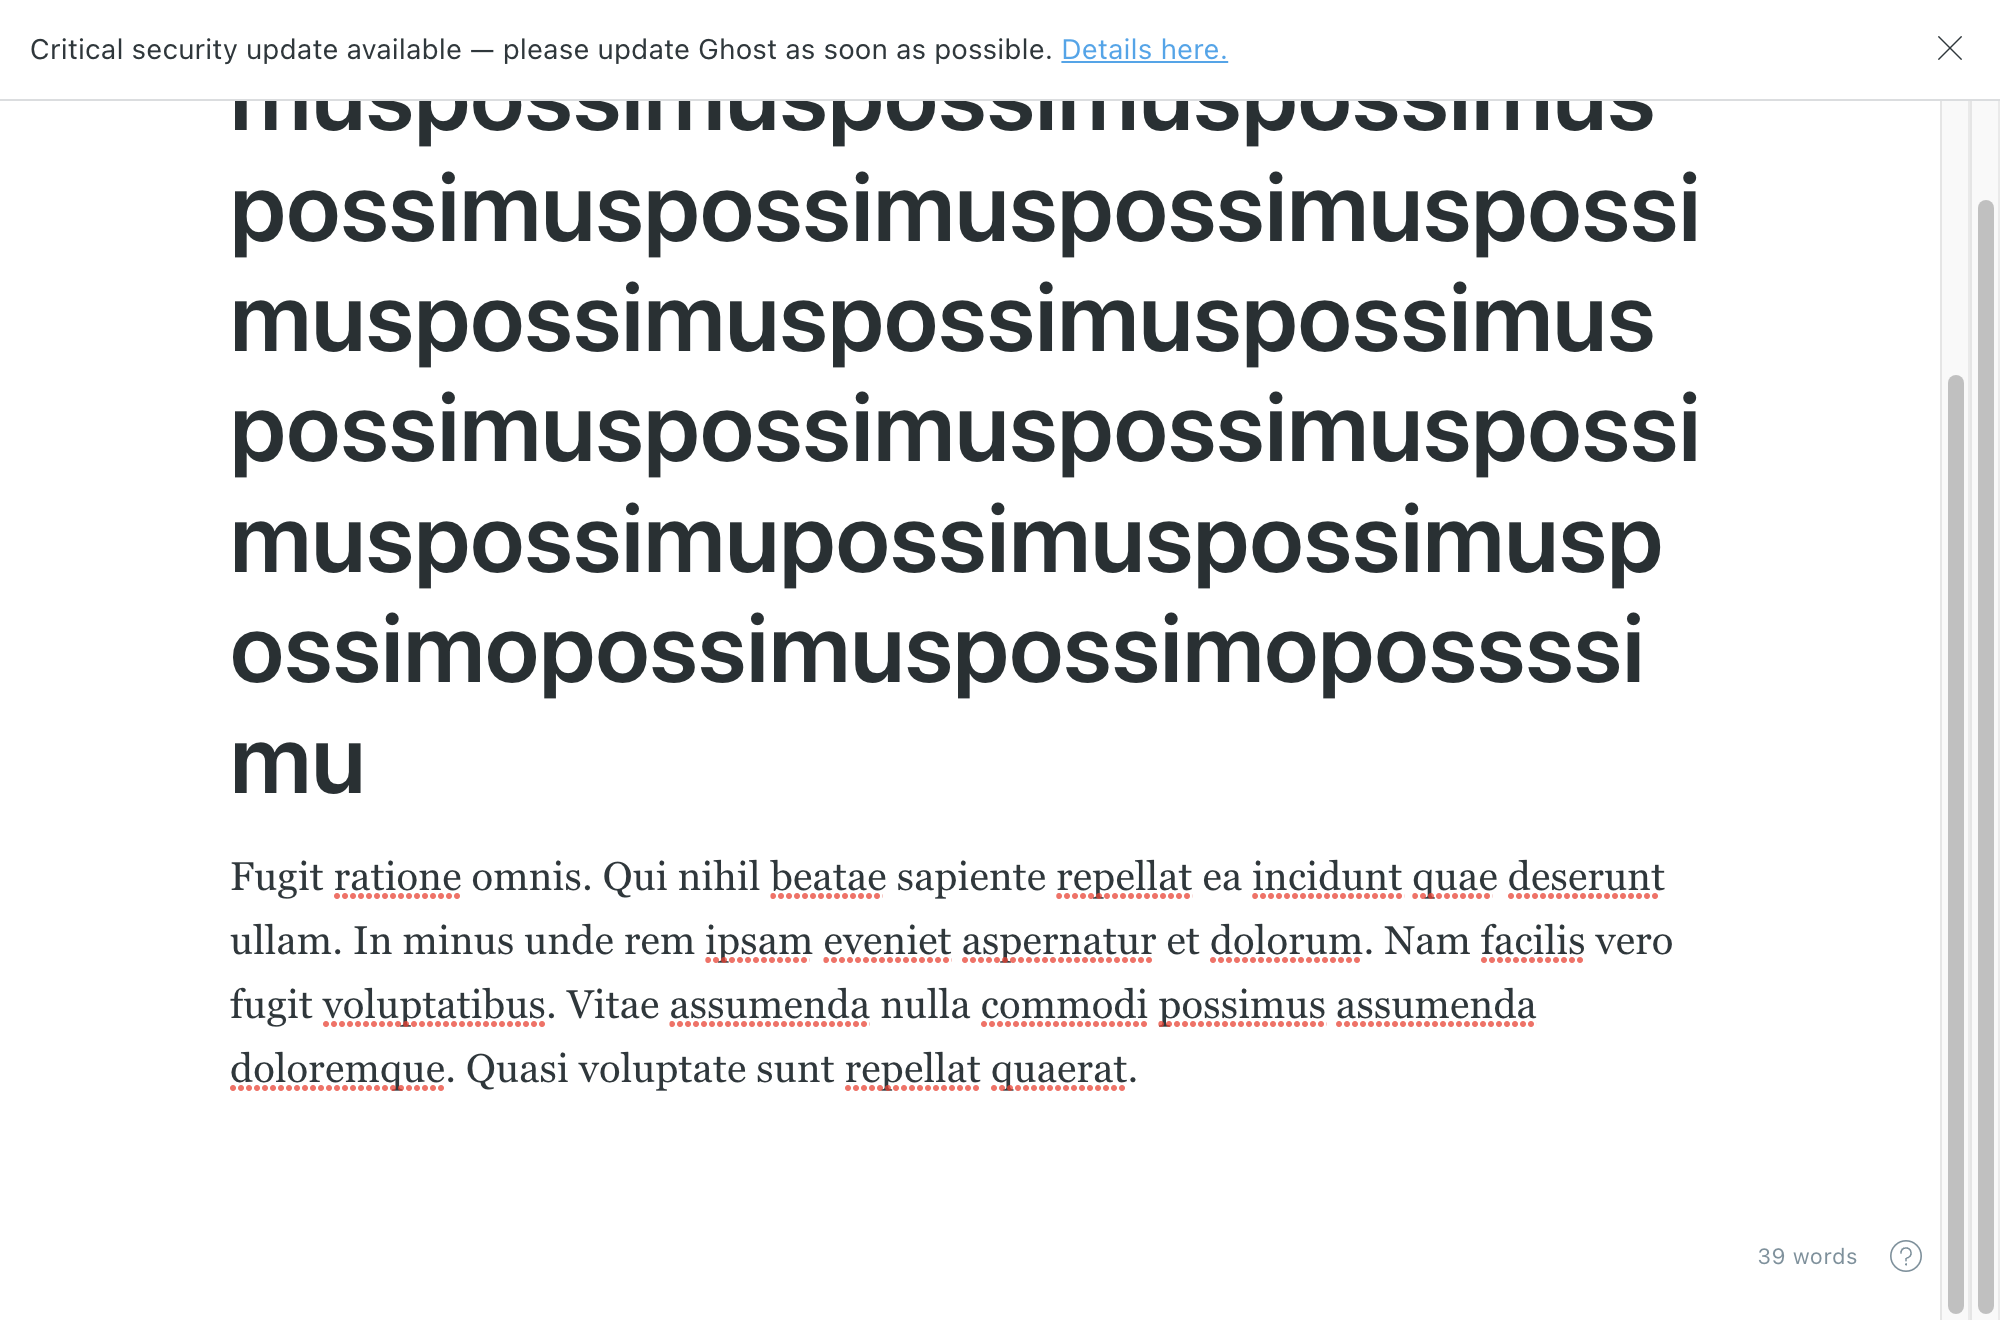 Critical security update available — please update Ghost as soon as possible. Details here.
muspossimuspossimuspossimus
possimuspossimuspossimuspossi
muspossimuspossimuspossimus
possimuspossimuspossimuspossi
muspossimupossimuspossimusp
ossimopossimuspossimopossssi
mu
Fugit ratione omnis. Qui nihil beatae sapiente repellat ea incidunt quae deserunt
ullam. In minus unde rem ipsam eveniet aspernatur et dolorum. Nam facilis vero
fugit voluptatibus. Vitae assumenda nulla commodi possimus assumenda
doloremque. Quasi voluptate sunt repellat quaerat.
39 words ?